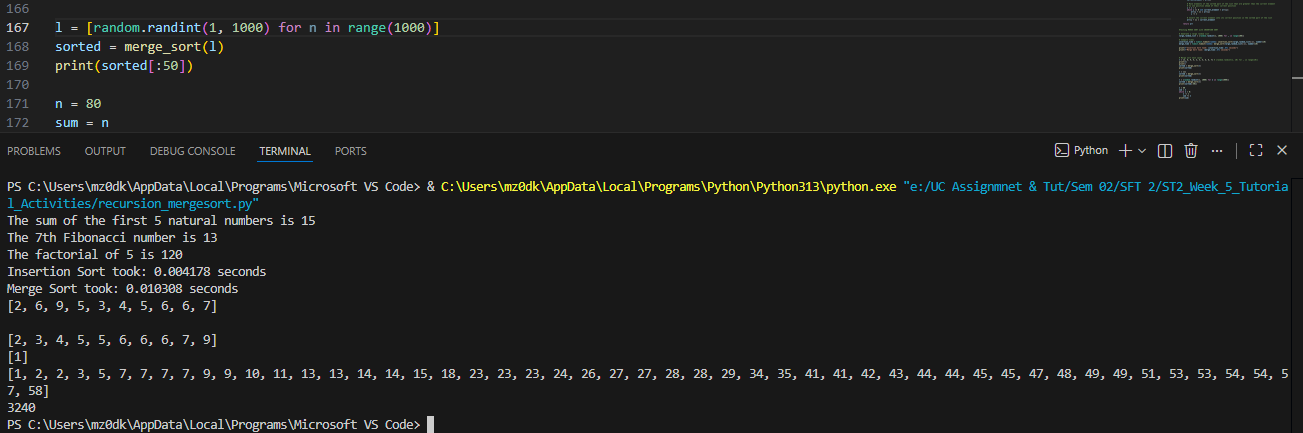 166
167 l = [random.randint(1, 1000) for n in range(1000)]
168 sorted = merge_sort(l)
169 print(sorted[:50])
170
171 n = 80
172 sum = n
PROBLEMS OUTPUT DEBUG CONSOLE TERMINAL PORTS Python
PS C:\Users\mz0dk\AppData\Local\Programs\Microsoft VS Code> & C:\Users\mz0dk\AppData\Local\Programs\Python\Python313\python.exe "e:/UC Assignmnet & Tut/Sem 02/SFT 2/ST2_Week_5_Tutoria
l_Activities/recursion_mergesort.py"
The sum of the first 5 natural numbers is 15
The 7th Fibonacci number is 13
The factorial of 5 is 120
Insertion Sort took: 0.004178 seconds
Merge Sort took: 0.010308 seconds
[2, 6, 9, 5, 3, 4, 5, 6, 6, 7]
[2, 3, 4, 5, 5, 6, 6, 6, 7, 9]
[1]
[1, 2, 2, 3, 5, 7, 7, 7, 7, 9, 9, 10, 11, 13, 13, 14, 14, 15, 18, 23, 23, 23, 24, 26, 27, 27, 28, 28, 29, 34, 35, 41, 41, 42, 43, 44, 44, 45, 45, 47, 48, 49, 49, 51, 53, 53, 54, 54, 5
7, 58]
3240
PS C:\Users\mz0dk\AppData\Local\Programs\Microsoft VS Code>